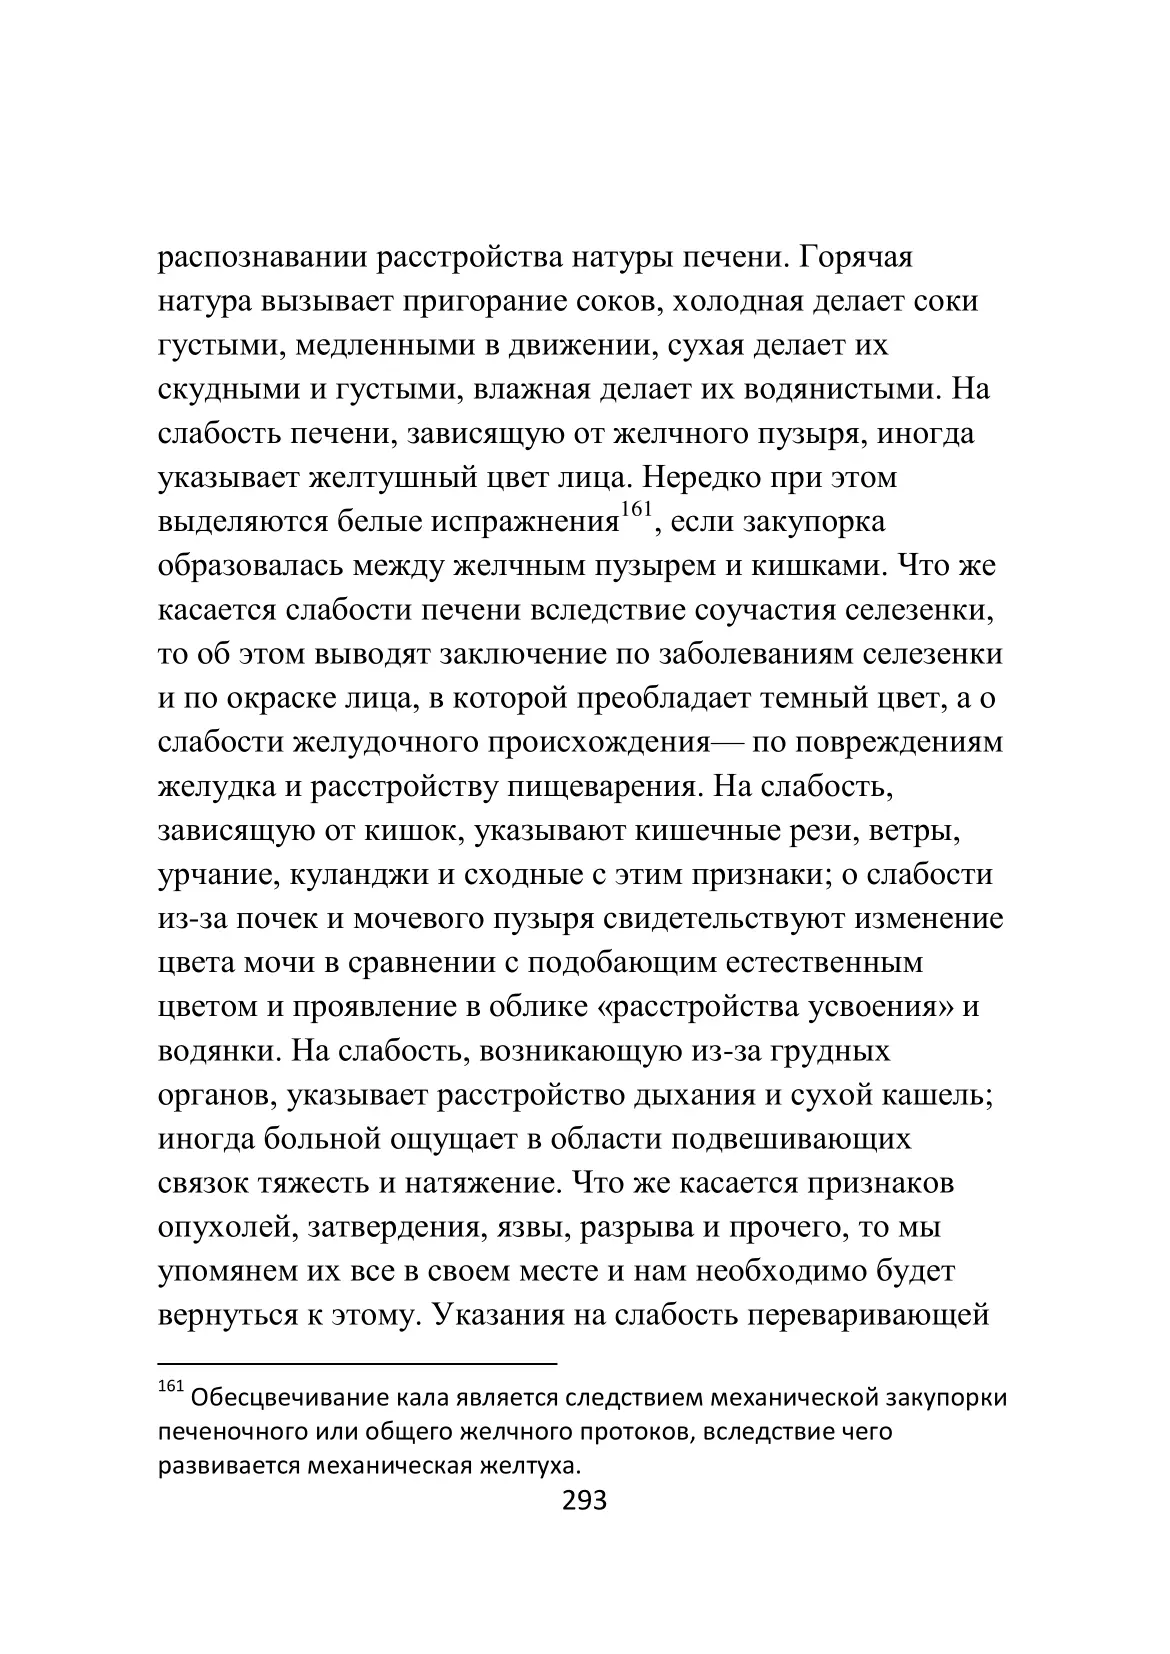 распознавании расстройства натуры печени. Горячая
натура вызывает пригорание соков, холодная делает соки
густыми, медленными в движении, сухая делает их
скудными и густыми, влажная делает их водянистыми. На
слабость печени, зависящую от желчного пузыря, иногда
указывает желтушный цвет лица. Нередко при этом
выделяются белые испражнения161, если закупорка
образовалась между желчным пузырем и кишками. Что же
касается слабости печени вследствие соучастия селезенки,
то об этом выводят заключение по заболеваниям селезенки
и по окраске лица, в которой преобладает темный цвет, а о
слабости желудочного происхождения— по повреждениям
желудка и расстройству пищеварения. На слабость,
зависящую от кишок, указывают кишечные рези, ветры,
урчание, куланджи и сходные с этим признаки; о слабости
из-за почек и мочевого пузыря свидетельствуют изменение
цвета мочи в сравнении с подобающим естественным
цветом и проявление в облике «расстройства усвоения» и
водянки. На слабость, возникающую из-за грудных
органов, указывает расстройство дыхания и сухой кашель;
иногда больной ощущает в области подвешивающих
связок тяжесть и натяжение. Что же касается признаков
опухолей, затвердения, язвы, разрыва и прочего, то мы
упомянем их все в своем месте и нам необходимо будет
вернуться к этому. Указания на слабость переваривающей
161 Обесцвечивание кала является следствием механической закупорки
печеночного или общего желчного протоков, вследствие чего
развивается механическая желтуха.
293